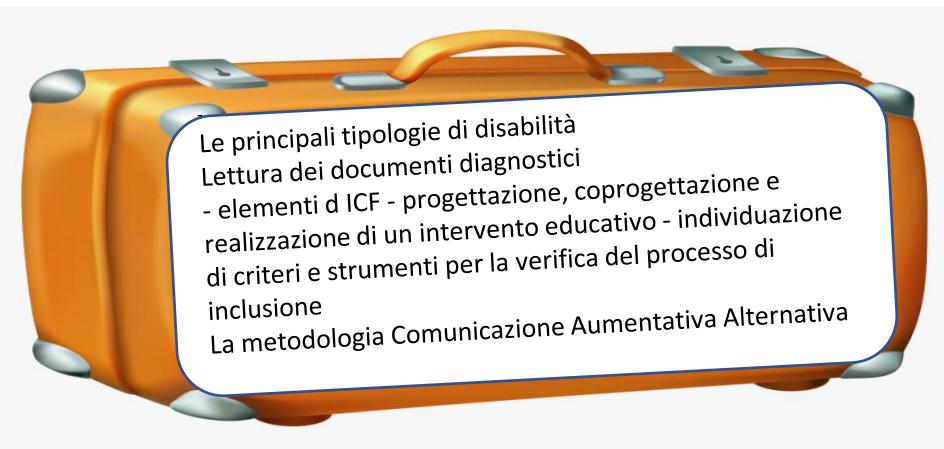 Le principali tipologie di disabilità
Lettura dei documenti diagnostici
- elementi d ICF - progettazione, coprogettazione e
realizzazione di un intervento educativo - individuazione
di criteri e strumenti per la verifica del processo di
inclusione
La metodologia Comunicazione Aumentativa Alternativa